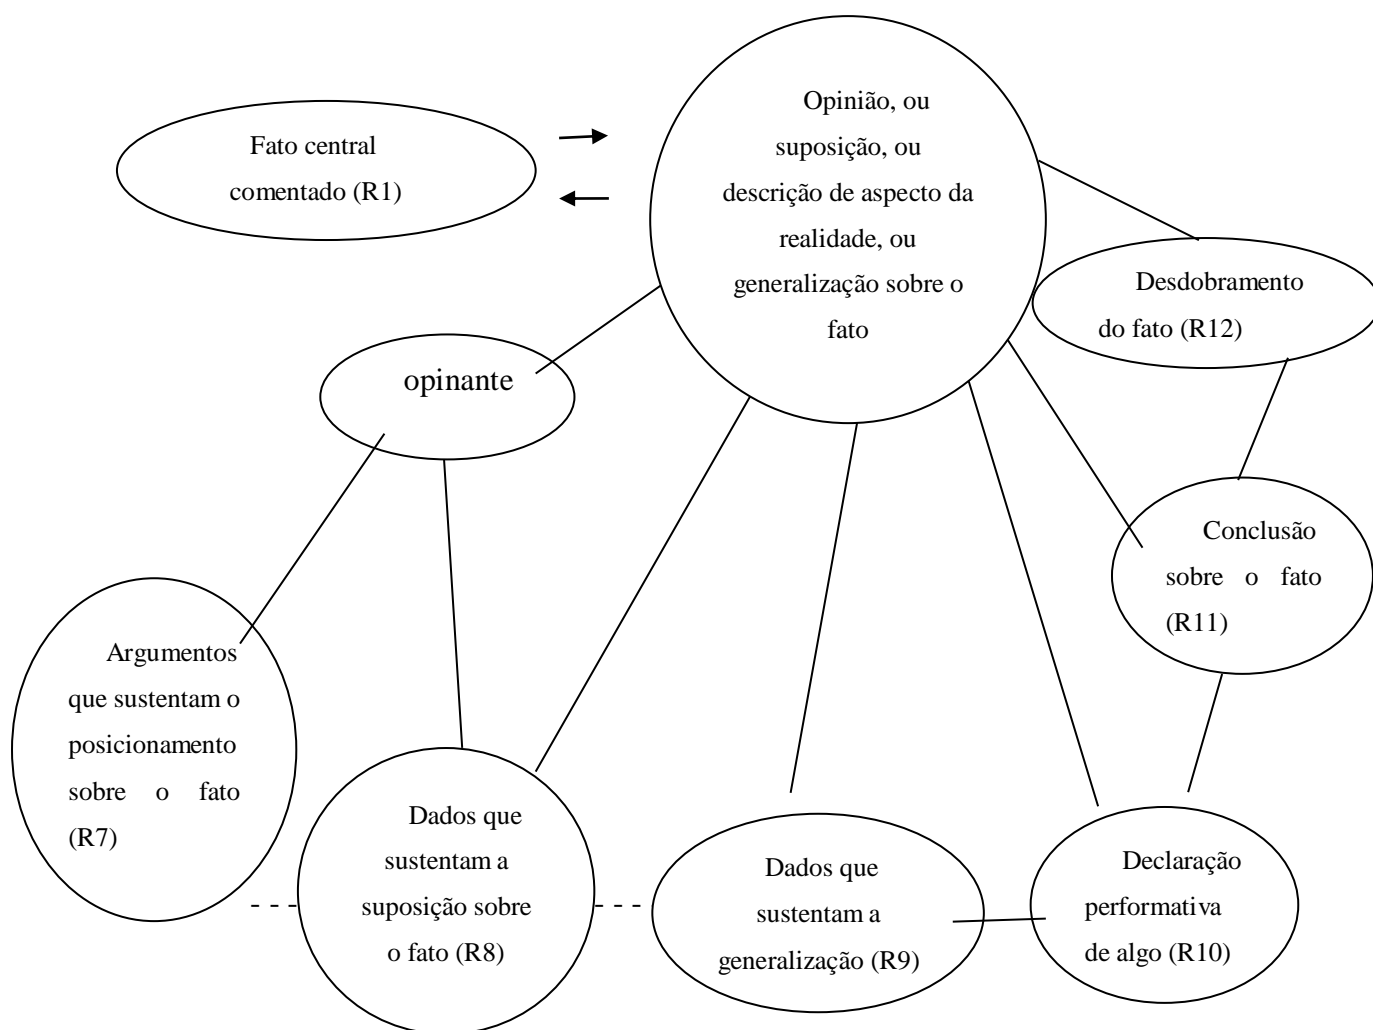 Opinião, ou
suposição, ou
descrição de aspecto da
realidade, ou
generalização sobre o
fato
Fato central
comentado (R1)
Desdobramento
do fato (R12)
opinante
Conclusão
sobre o fato
(R11)
Argumentos
que sustentam o
posicionamento
sobre o fato
(R7)
Dados que
sustentam a
suposição sobre
o fato (R8)
Dados que
sustentam a
generalização (R9)
Declaração
performativa
de algo (R10)